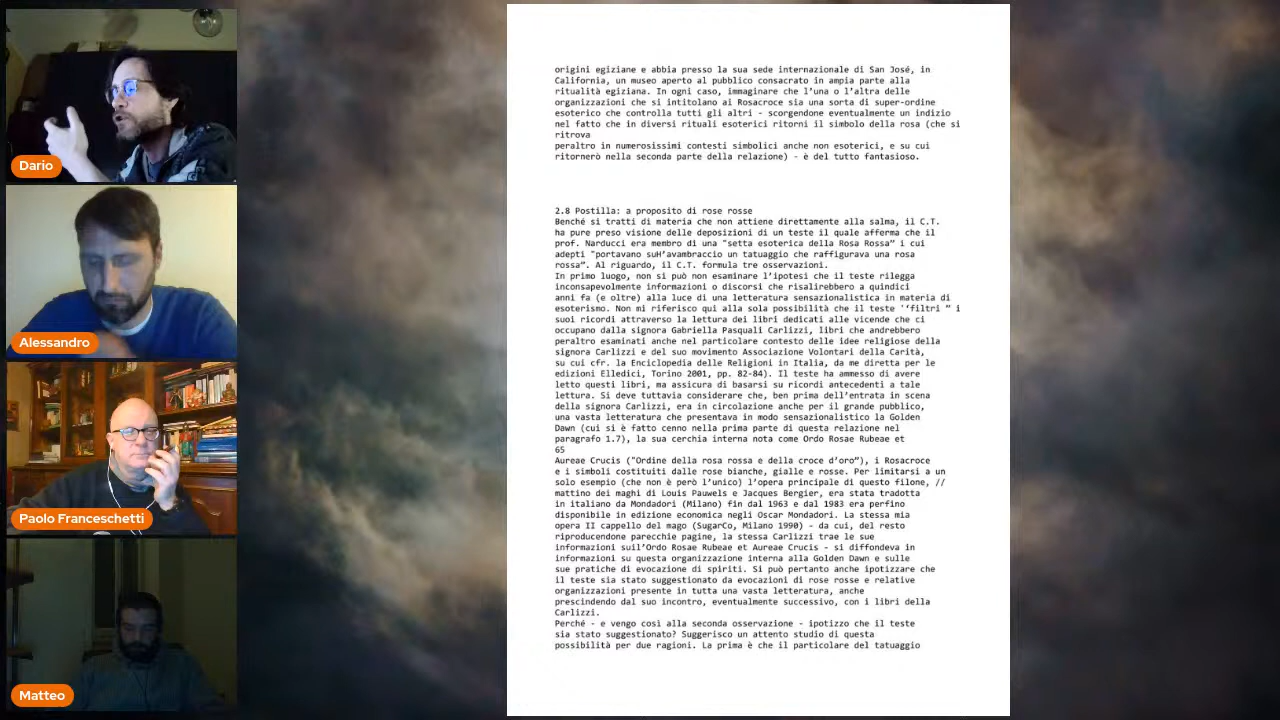 Dario
Alessandro
Paolo Franceschetti
Matteo
origini egiziane e abbia presso la sua sede internazionale di San José, in
California, un museo aperto al pubblico consacrato in ampia parte alla
ritualità egiziana. In ogni caso, immaginare che l'una o l'altra delle
organizzazioni che si intitolano ai Rosacroce sia una sorta di super-ordine
esoterico che controlla tutti gli altri - scorgendone eventualmente un indizio
nel fatto che in diversi rituali esoterici ritorni il simbolo della rosa (che si
ritrova
peraltro in numerosissimi contesti simbolici anche non esoterici, e su cui
ritornerò nella seconda parte della relazione) - è del tutto fantasioso.
2.8 Postilla: a proposito di rose rosse
Benché si tratti di materia che non attiene direttamente alla salma, il C.T.
ha pure preso visione delle deposizioni di un teste il quale afferma che il
prof. Narducci era membro di una "setta esoterica della Rosa Rossa” i cui
adepti "portavano suH’avambraccio un tatuaggio che raffigurava una rosa
rossa”. Al riguardo, il C.T. formula tre osservazioni.
In primo luogo, non si può non esaminare l’ipotesi che il teste rilegga
inconsapevolmente informazioni o discorsi che risalirebbero a quindici
anni fa (e oltre) alla luce di una letteratura sensazionalistica in materia di
esoterismo. Non mi riferisco qui alla sola possibilità che il teste '‘filtri ” i
suoi ricordi attraverso la lettura dei libri dedicati alle vicende che ci
occupano dalla signora Gabriella Pasquali Carlizzi, libri che andrebbero
peraltro esaminati anche nel particolare contesto delle idee religiose della
signora Carlizzi e del suo movimento Associazione Volontari della Carità,
su cui cfr. la Enciclopedia delle Religioni in Italia, da me diretta per le
edizioni Elledici, Torino 2001, pp. 82-84). Il teste ha ammesso di avere
letto questi libri, ma assicura di basarsi su ricordi antecedenti a tale
lettura. Si deve tuttavia considerare che, ben prima dell’entrata in scena
della signora Carlizzi, era in circolazione anche per il grande pubblico,
una vasta letteratura che presentava in modo sensazionalistico la Golden
Dawn (cui si è fatto cenno nella prima parte di questa relazione nel
paragrafo 1.7), la sua cerchia interna nota come Ordo Rosae Rubeae et
65
Aureae Crucis ("Ordine della rosa rossa e della croce d’oro”), i Rosacroce
e i simboli costituiti dalle rose bianche, gialle e rosse. Per limitarsi a un
solo esempio (che non è però l’unico) l’opera principale di questo filone, //
mattino dei maghi di Louis Pauwels e Jacques Bergier, era stata tradotta
in italiano da Mondadori (Milano) fin dal 1963 e dal 1983 era perfino
disponibile in edizione economica negli Oscar Mondadori. La stessa mia
opera II cappello del mago (SugarCo, Milano 1990) - da cui, del resto
riproducendone parecchie pagine, la stessa Carlizzi trae le sue
informazioni suil’Ordo Rosae Rubeae et Aureae Crucis - si diffondeva in
informazioni su questa organizzazione interna alla Golden Dawn e sulle
sue pratiche di evocazione di spiriti. Si può pertanto anche ipotizzare che
il teste sia stato suggestionato da evocazioni di rose rosse e relative
organizzazioni presente in tutta una vasta letteratura, anche
prescindendo dal suo incontro, eventualmente successivo, con i libri della
Carlizzi.
Perché - e vengo così alla seconda osservazione - ipotizzo che il teste
sia stato suggestionato? Suggerisco un attento studio di questa
possibilità per due ragioni. La prima è che il particolare del tatuaggio